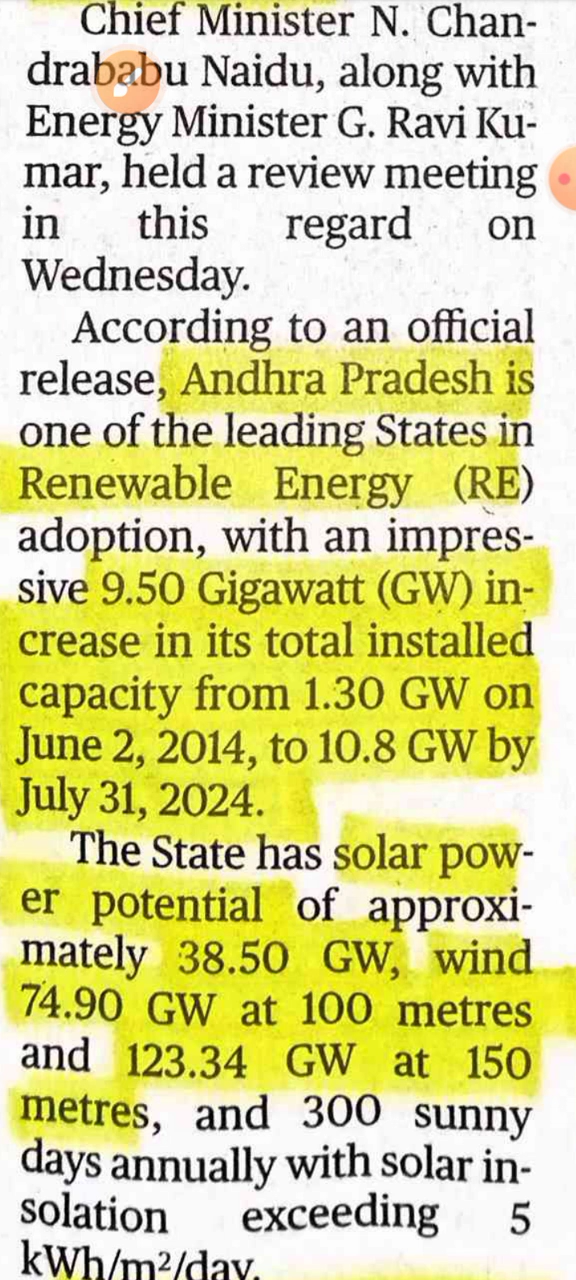 Chief Minister N. Chan-
drababu Naidu, along with
Energy Minister G. Ravi Ku-
mar, held a review meeting
in this regard on
Wednesday.
According to an official
release, Andhra Pradesh is
one of the leading States in
Renewable Energy (RE)
adoption, with an impres-
sive 9.50 Gigawatt (GW) in-
crease in its total installed
capacity from 1.30 GW on
June 2, 2014, to 10.8 GW by
July 31, 2024.
The State has solar pow-
er potential of approxi-
mately 38.50 GW, wind
74.90 GW at 100 metres
and 123.34 GW at 150
metres, and 300 sunny
days annually with solar in-
solation exceeding 5
kWh/m²/day.